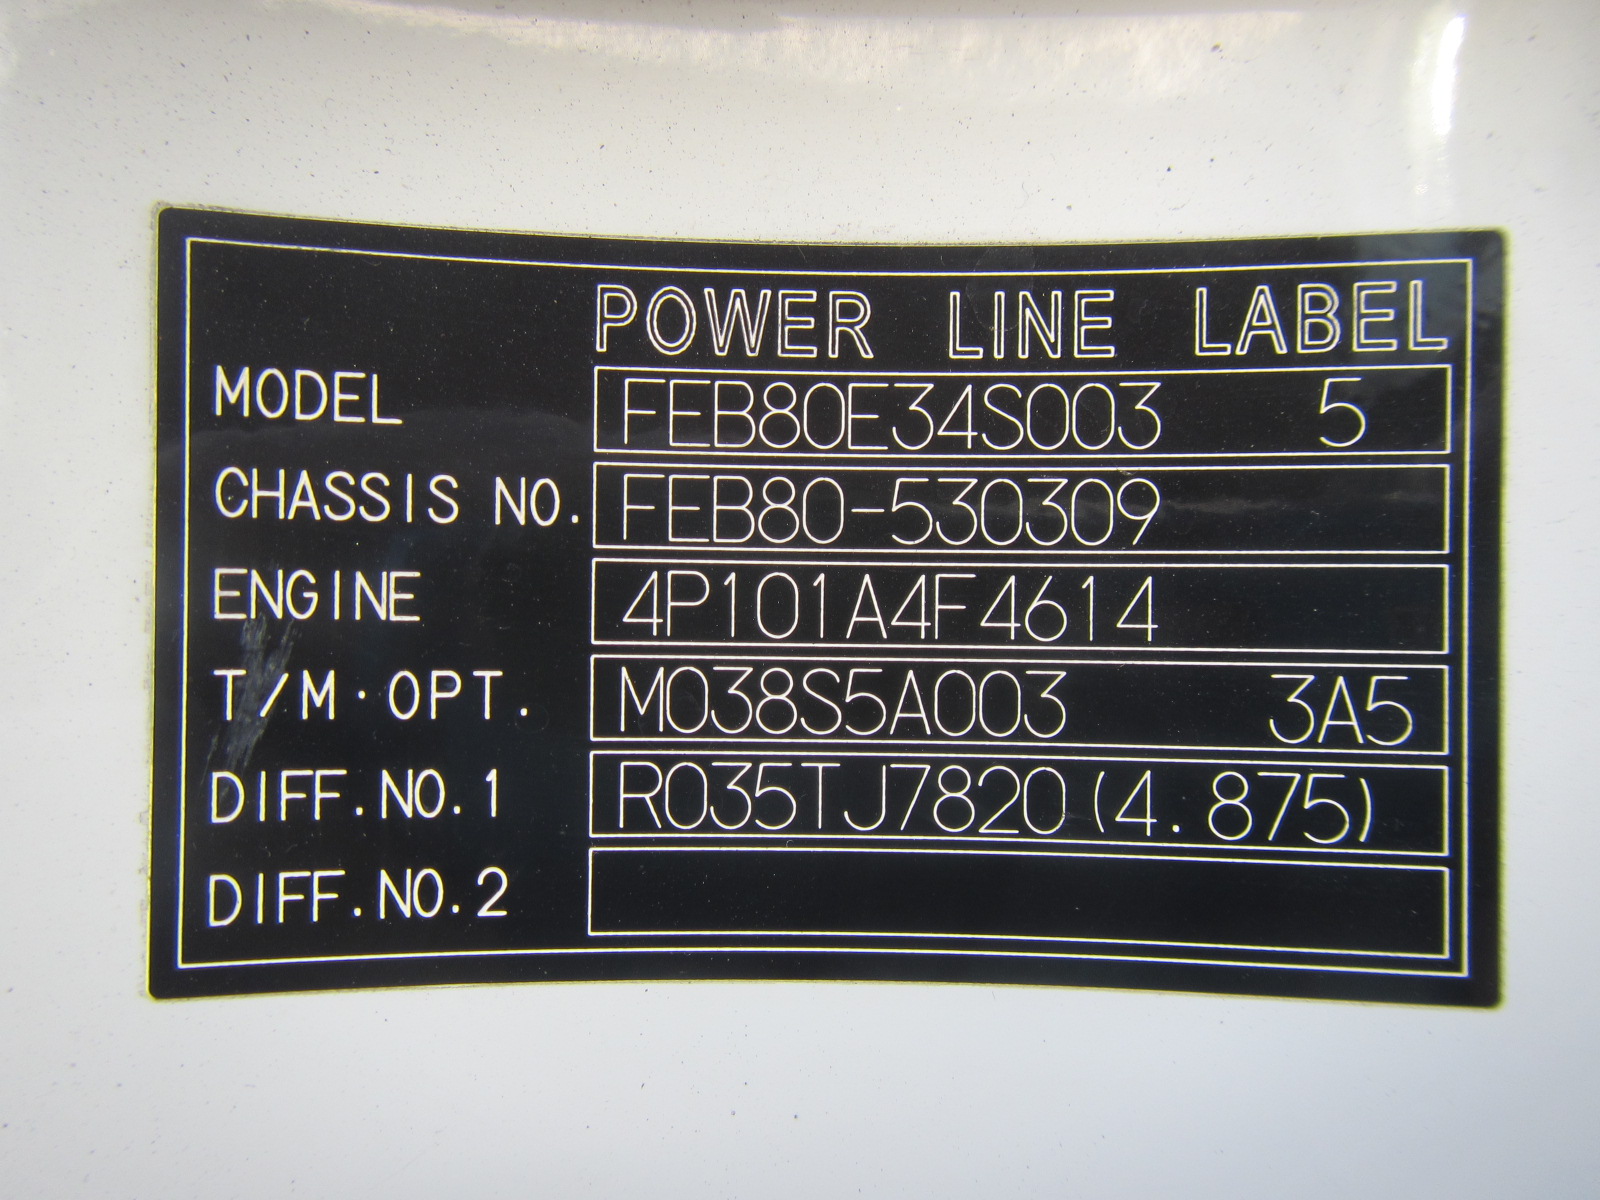 POWER LINE LABEL
MODEL FEB80E34S003 5
CHASSIS NO. FEB80-530309
ENGINE 4P101A4F4614
T/M·OPT. M038S5A003 3A5
DIFF.NO.1 R035TJ7820(4.875)
DIFF.NO.2